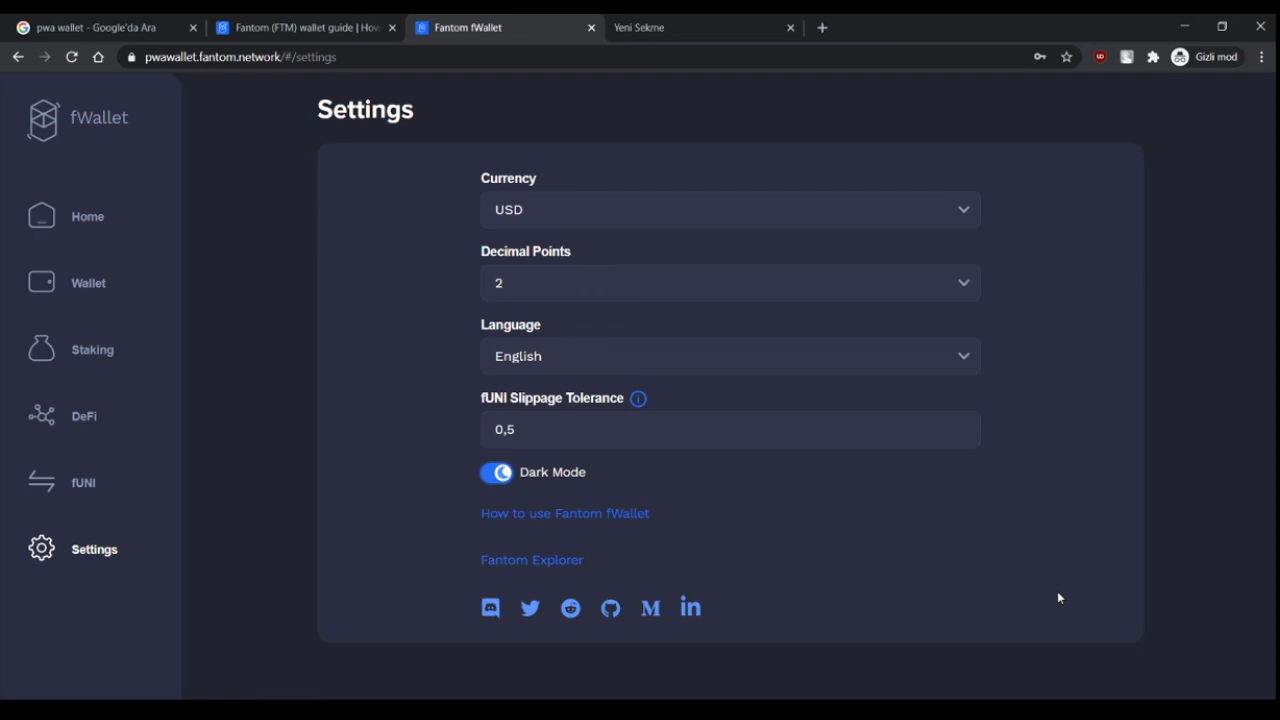 pwa wallet - Google'da Ara
Fantom (FTM) wallet guide | How
Fantom fWallet
Yeni Sekme
pwawallet.fantom.network/#/settings
Gizli mod
fWallet
Home
Wallet
Staking
DeFi
fUNI
Settings
Settings
Currency
USD
Decimal Points
2
Language
English
fUNI Slippage Tolerance
0,5
Dark Mode
How to use Fantom fWallet
Fantom Explorer